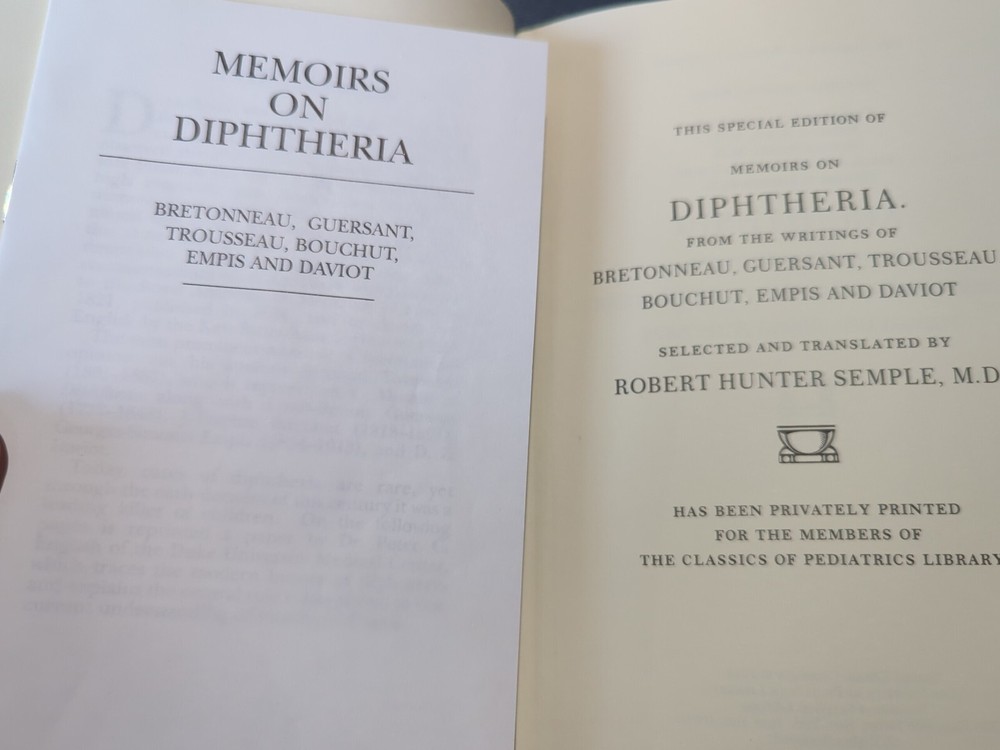 MEMOIRS
ON
DIPHTHERIA
BRETONNEAU, GUERSANT,
TROUSSEAU, BOUCHUT,
EMPIS AND DAVIOT
THIS SPECIAL EDITION OF
MEMOIRS ON
DIPHTHERIA.
FROM THE WRITINGS OF
BRETONNEAU, GUERSANT, TROUSSEAU
BOUCHUT, EMPIS AND DAVIOT
SELECTED AND TRANSLATED BY
ROBERT HUNTER SEMPLE, M.D
HAS BEEN PRIVATELY PRINTED
FOR THE MEMBERS OF
THE CLASSICS OF PEDIATRICS LIBRARY